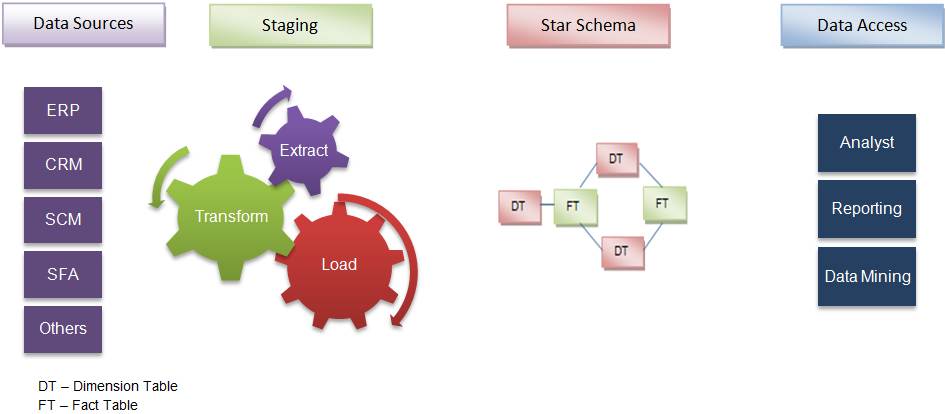 Data Sources
Staging
Star Schema
Data Access
ERP
CRM
SCM
SFA
Others
Extract
Transform
Load
DT
DT
FT
FT
DT
Analyst
Reporting
Data Mining
DT – Dimension Table
FT – Fact Table